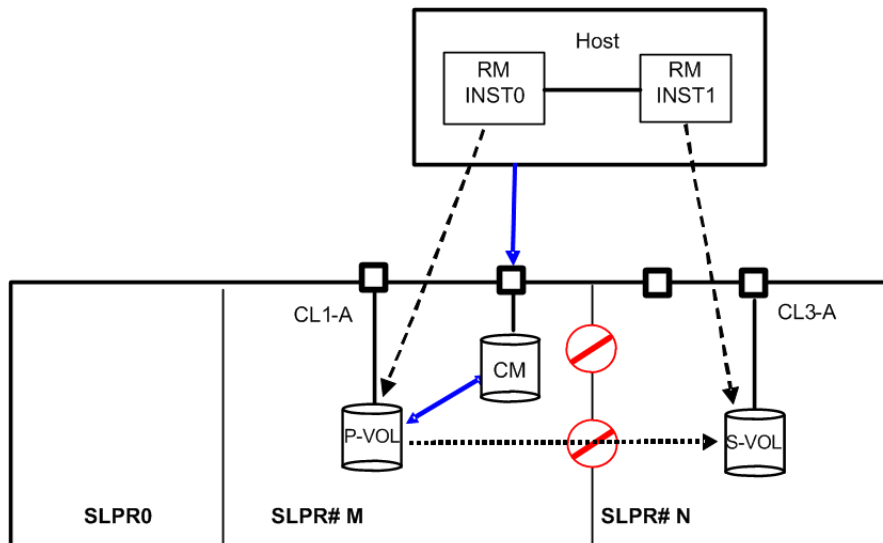 Host
RM
INST0
RM
INST1
CL1-A
CL3-A
CM
P-VOL
S-VOL
SLPR0
SLPR# M
SLPR# N